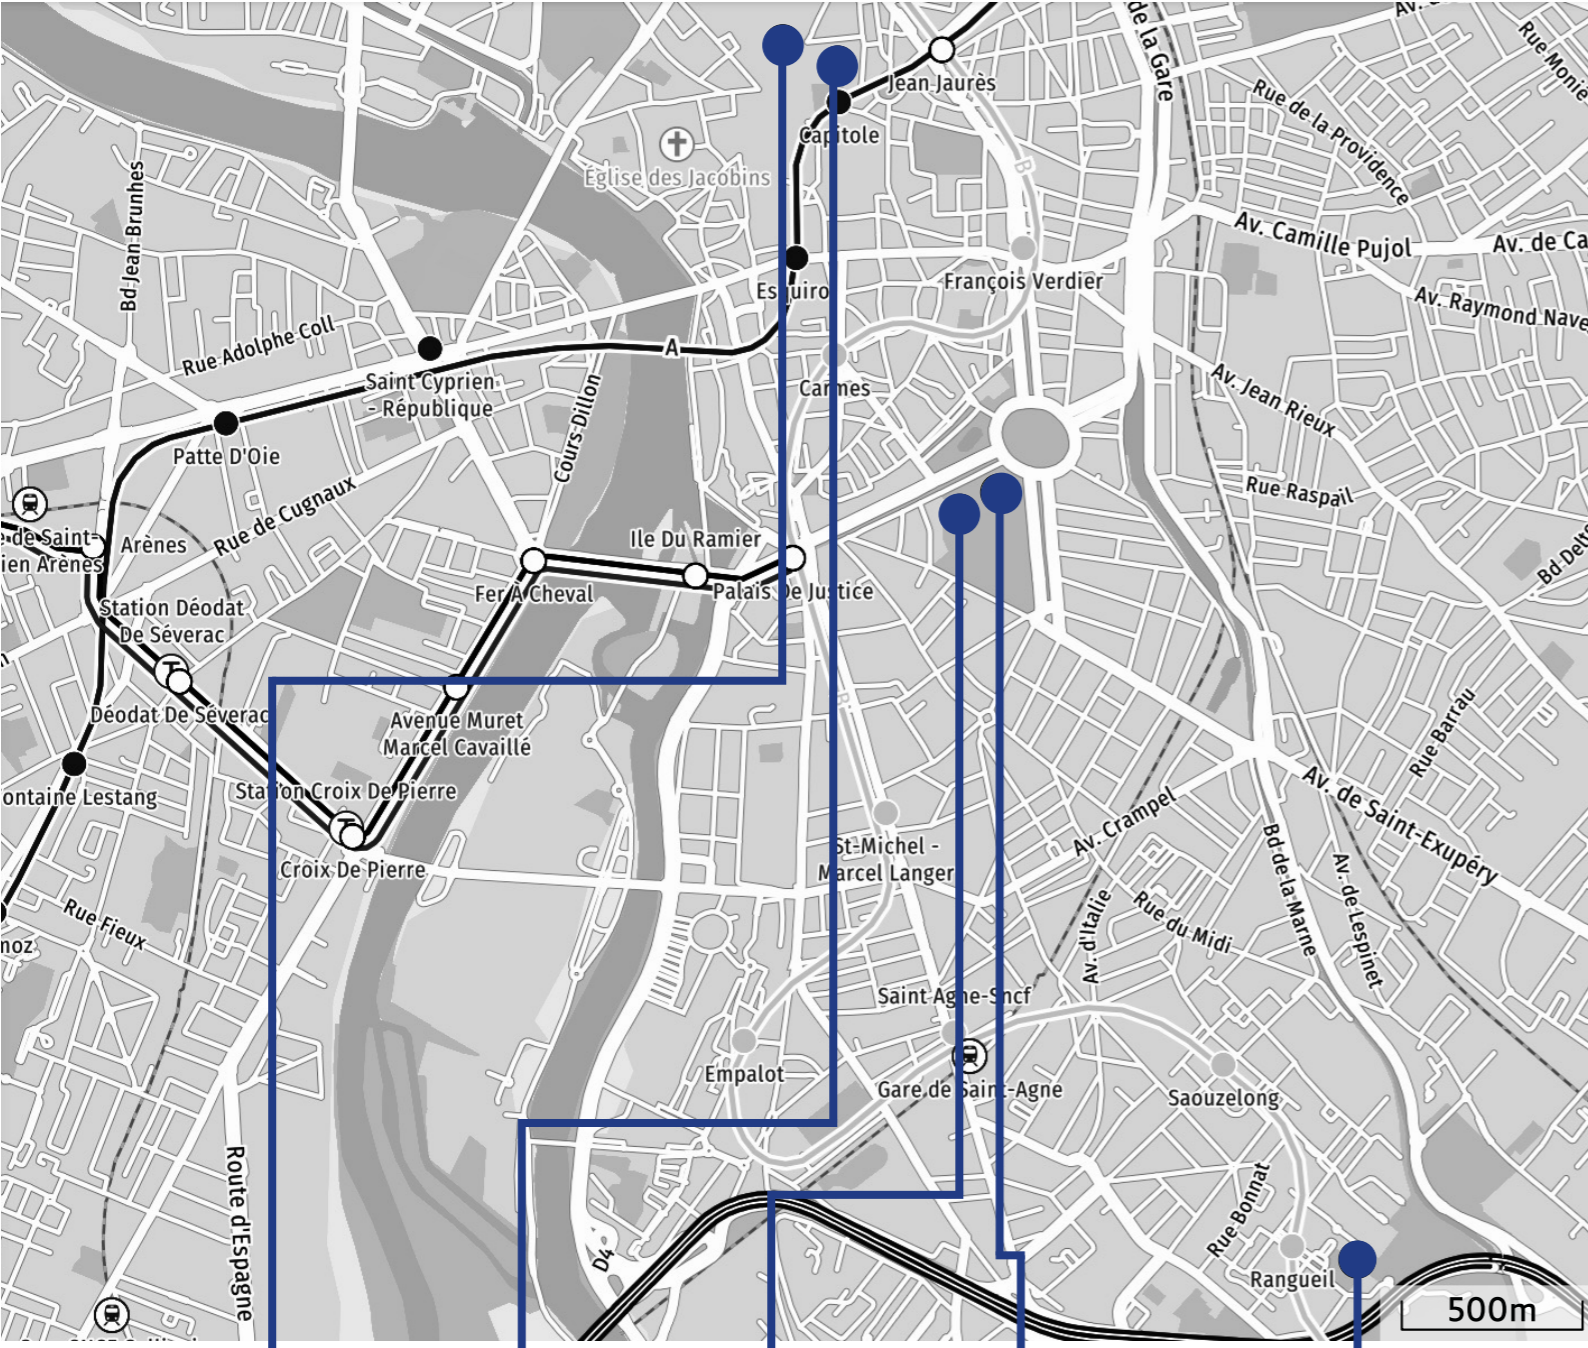 Av. d
de la Gare
Rue Monié
Jean Jaurès
Rue de la Providence
Capitole
Église des Jacobins
B
Bd Jean Brunhes
Av. Camille Pujol
Av. de Ca
François Verdier
Esquirol
Av. Raymond Nave
Rue Adolphe Coll
A
Saint Cyprien
- République
Carmes
Av. Jean Rieux
Cours Dillon
Patte D'Oie
Rue de Cugnaux
Rue Raspail
e de Saint-
ien Arènes
Arènes
Ile Du Ramier
Bd Delt
Fer À Cheval
Palais De Justice
Station Déodat
De Séverac
B
Déodat De Séverac
Avenue Muret
Marcel Cavaillé
Rue Barrau
Station Croix De Pierre
ontaine Lestang
Av. de Saint-Exupéry
Av. Crampel
St-Michel -
Marcel Langer
Croix De Pierre
Bd de la Marne
Av. de Lespinet
Rue Fieux
moz
Av. d'Italie
Rue du Midi
Saint Agne-Sncf
Empalot
Gare de Saint-Agne
Saouzelong
Route d'Espagne
Rue Bonnat
D4
Rangueil
500m